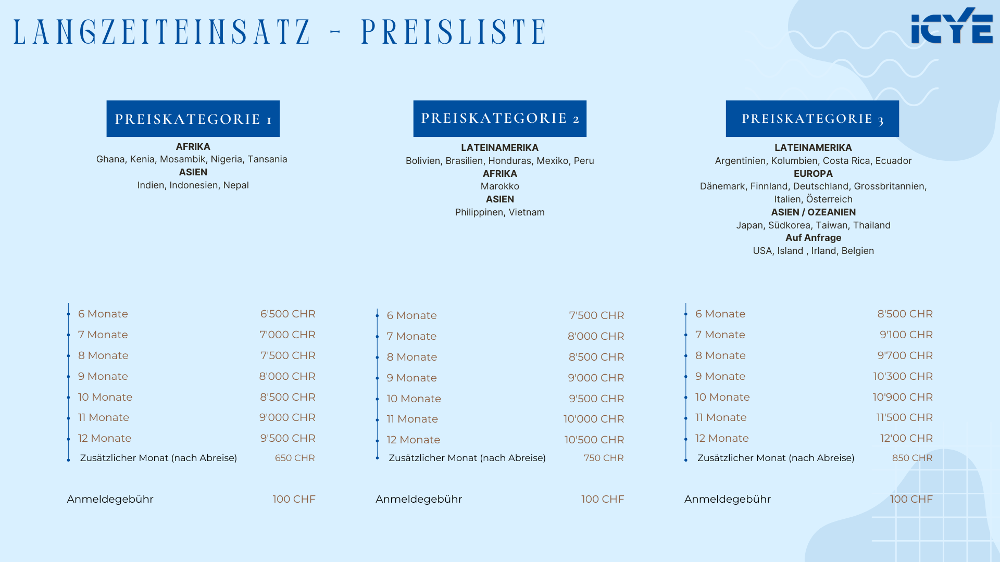 LANGZEITEINSATZ - PREISLISTE
iCYE
PREISKATEGORIE 1
AFRIKA
Ghana, Kenia, Mosambik, Nigeria, Tansania
ASIEN
Indien, Indonesien, Nepal
6 Monate 6'500 CHR
7 Monate 7'000 CHR
8 Monate 7'500 CHR
9 Monate 8'000 CHR
10 Monate 8'500 CHR
11 Monate 9'000 CHR
12 Monate 9'500 CHR
Zusätzlicher Monat (nach Abreise) 650 CHR
Anmeldegebühr 100 CHF
PREISKATEGORIE 2
LATEINAMERIKA
Bolivien, Brasilien, Honduras, Mexiko, Peru
AFRIKA
Marokko
ASIEN
Philippinen, Vietnam
6 Monate 7'500 CHR
7 Monate 8'000 CHR
8 Monate 8'500 CHR
9 Monate 9'000 CHR
10 Monate 9'500 CHR
11 Monate 10'000 CHR
12 Monate 10'500 CHR
Zusätzlicher Monat (nach Abreise) 750 CHR
Anmeldegebühr 100 CHF
PREISKATEGORIE 3
LATEINAMERIKA
Argentinien, Kolumbien, Costa Rica, Ecuador
EUROPA
Dänemark, Finnland, Deutschland, Grossbritannien,
Italien, Österreich
ASIEN / OZEANIEN
Japan, Südkorea, Taiwan, Thailand
Auf Anfrage
USA, Island , Irland, Belgien
6 Monate 8'500 CHR
7 Monate 9'100 CHR
8 Monate 9'700 CHR
9 Monate 10'300 CHR
10 Monate 10'900 CHR
11 Monate 11'500 CHR
12 Monate 12'00 CHR
Zusätzlicher Monat (nach Abreise) 850 CHR
Anmeldegebühr 100 CHF